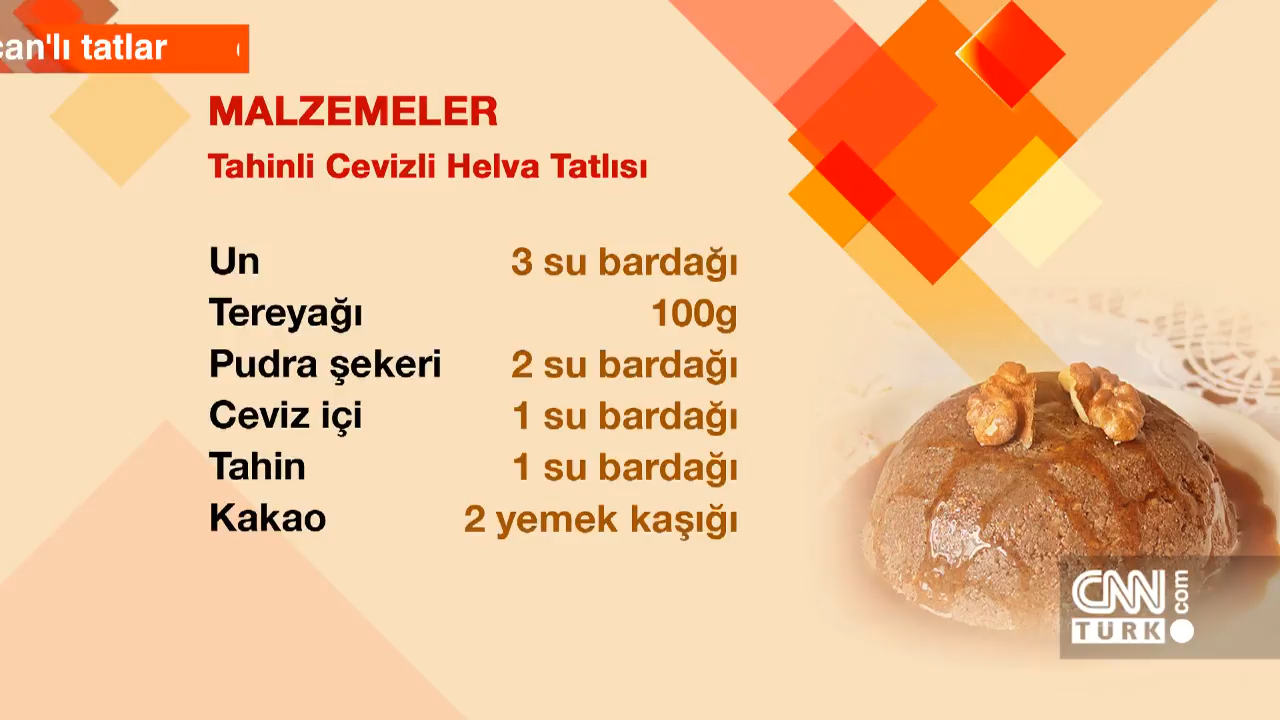 can'lı tatlar
MALZEMELER
Tahinli Cevizli Helva Tatlısı
Un 3 su bardağı
Tereyağı 100g
Pudra şekeri 2 su bardağı
Ceviz içi 1 su bardağı
Tahin 1 su bardağı
Kakao 2 yemek kaşığı
CNN
TURK
.com